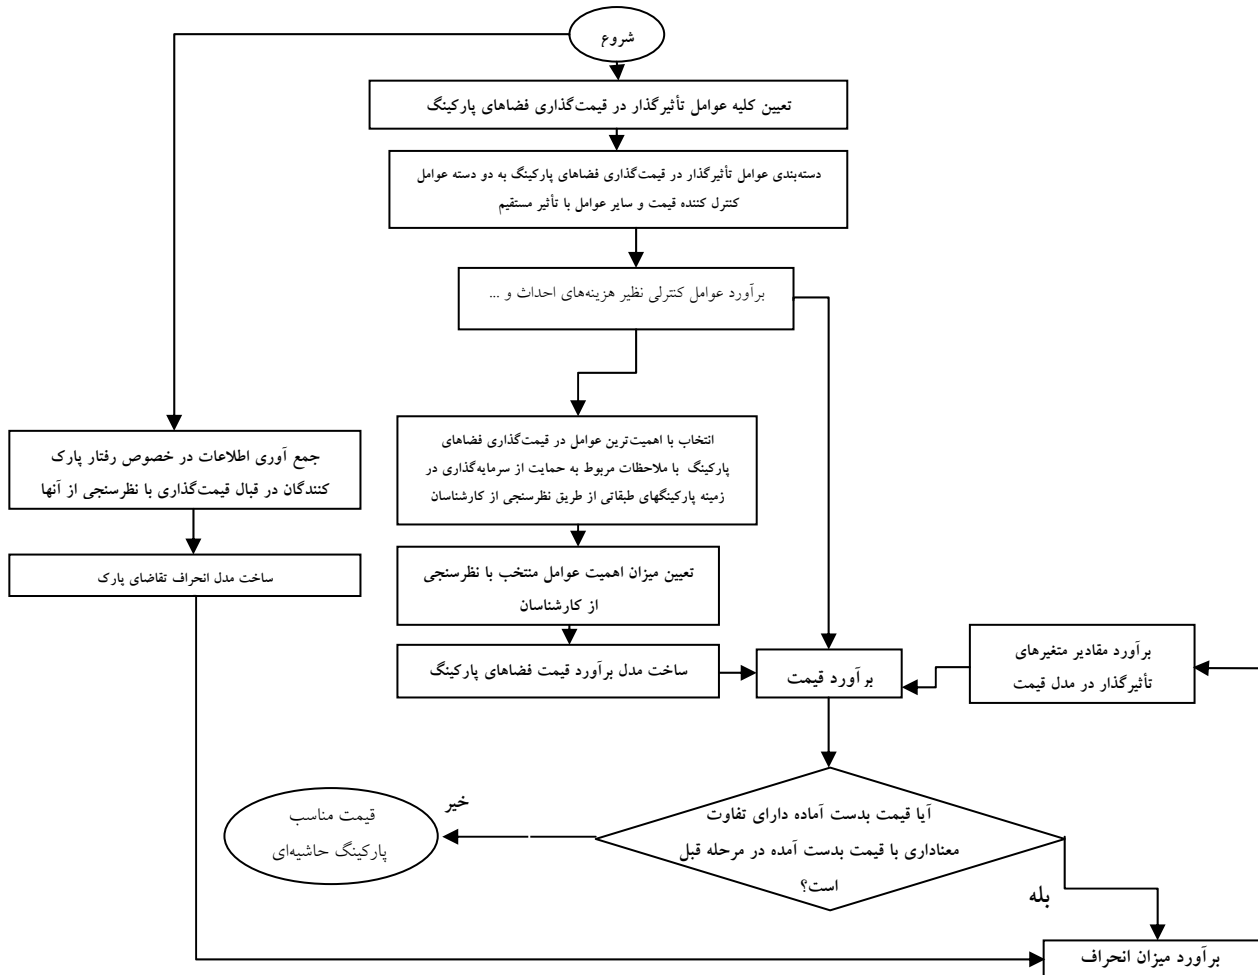 شروع
تعیین کلیه عوامل تأثیرگذار در قیمت‌گذاری فضاهای پارکینگ
دسته‌بندی عوامل تأثیرگذار در قیمت‌گذاری فضاهای پارکینگ به دو دسته عوامل
کنترل کننده قیمت و سایر عوامل با تأثیر مستقیم
برآورد عوامل کنترلی نظیر هزینه‌های احداث و ...
انتخاب با اهمیت‌ترین عوامل در قیمت‌گذاری فضاهای
پارکینگ با ملاحظات مربوط به حمایت از سرمایه‌گذاری در
زمینه پارکینگهای طبقاتی از طریق نظرسنجی از کارشناسان
جمع آوری اطلاعات در خصوص رفتار پارک
کنندگان در قبال قیمت‌گذاری با نظرسنجی از آنها
تعیین میزان اهمیت عوامل منتخب با نظرسنجی
از کارشناسان
ساخت مدل انحراف تقاضای پارک
برآورد مقادیر متغیرهای
تأثیرگذار در مدل قیمت
برآورد قیمت
ساخت مدل برآورد قیمت فضاهای پارکینگ
آیا قیمت بدست آماده دارای تفاوت
معناداری با قیمت بدست آمده در مرحله قبل
است؟
خیر
قیمت مناسب
پارکینگ حاشیه‌ای
بله
برآورد میزان انحراف